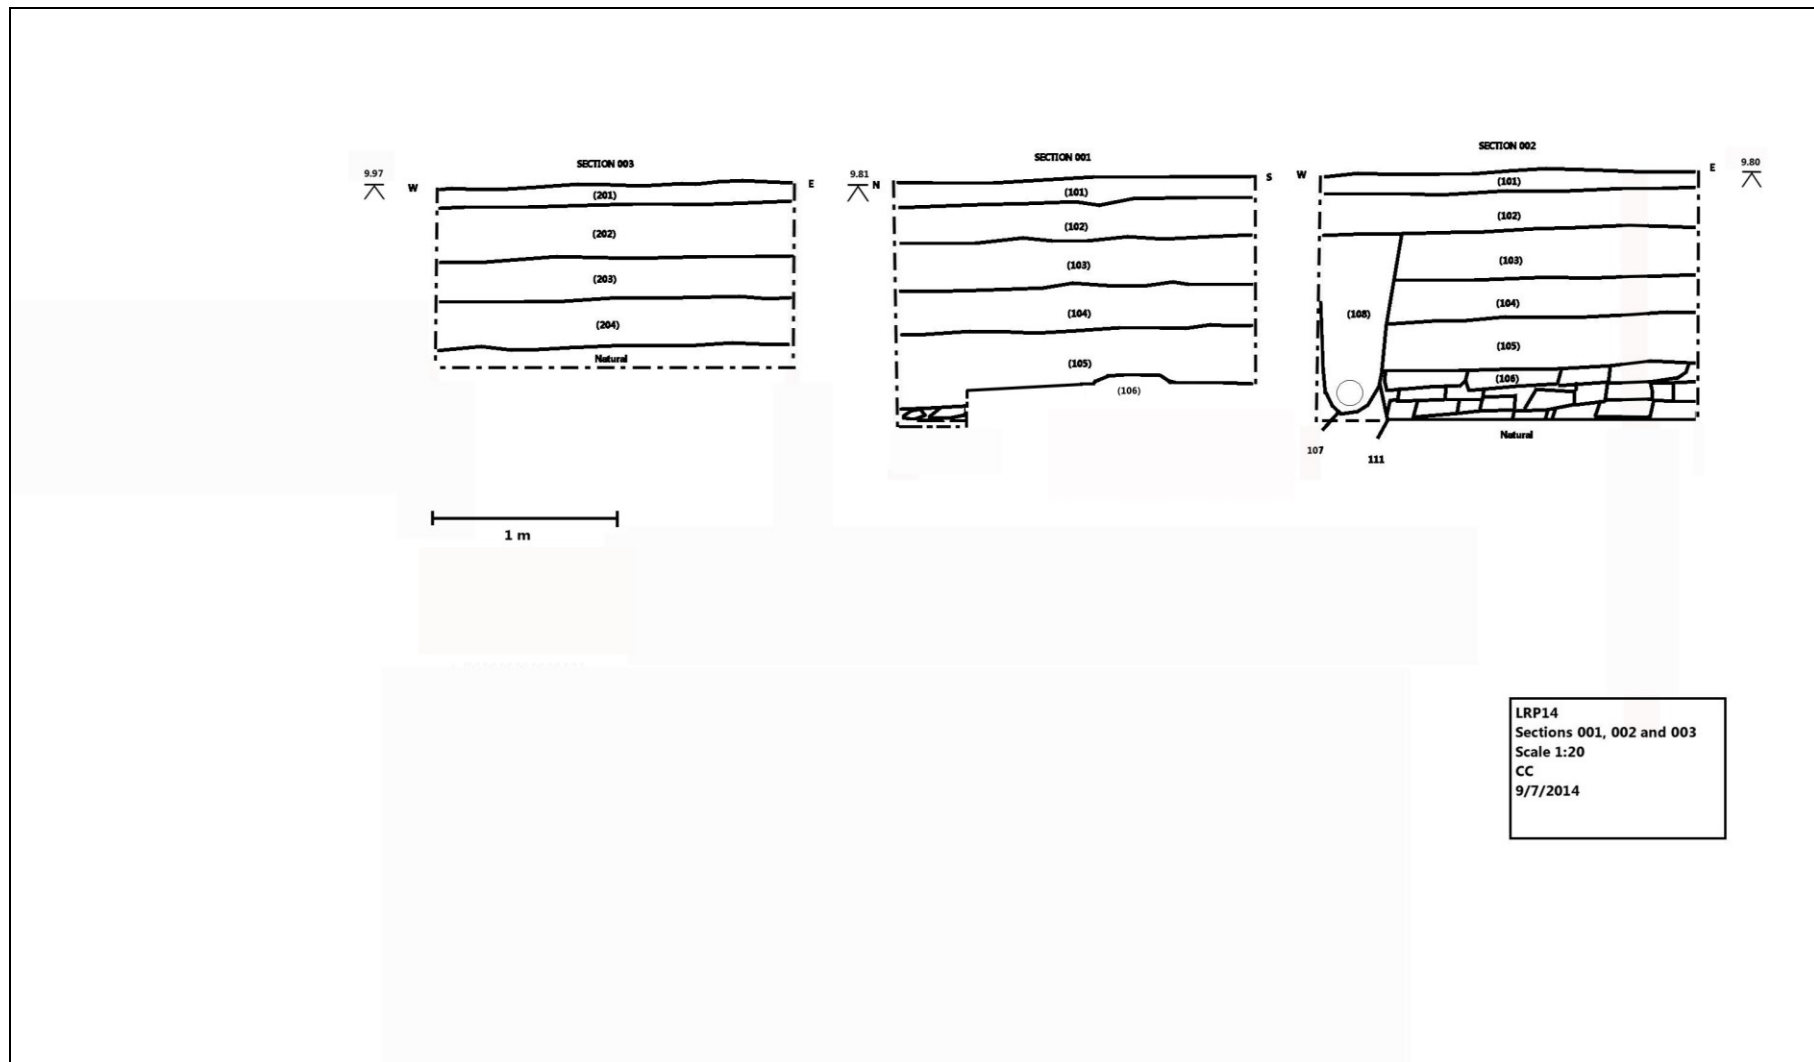 SECTION 003
9.97
W
E
(201)
(202)
(203)
(204)
Natural
SECTION 001
9.81
N
S
(101)
(102)
(103)
(104)
(105)
(106)
SECTION 002
W
E
9.80
(101)
(102)
(103)
(108)
(104)
(105)
(106)
Natural
107
111
1 m
LRP14
Sections 001, 002 and 003
Scale 1:20
CC
9/7/2014